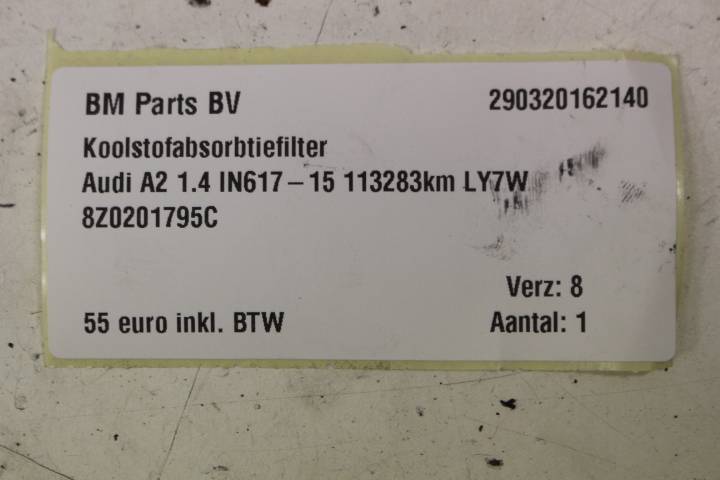 BM Parts BV 290320162140
Koolstofabsorbtiefilter
Audi A2 1.4 IN617 – 15 113283km LY7W
8Z0201795C
Verz: 8
55 euro inkl. BTW Aantal: 1